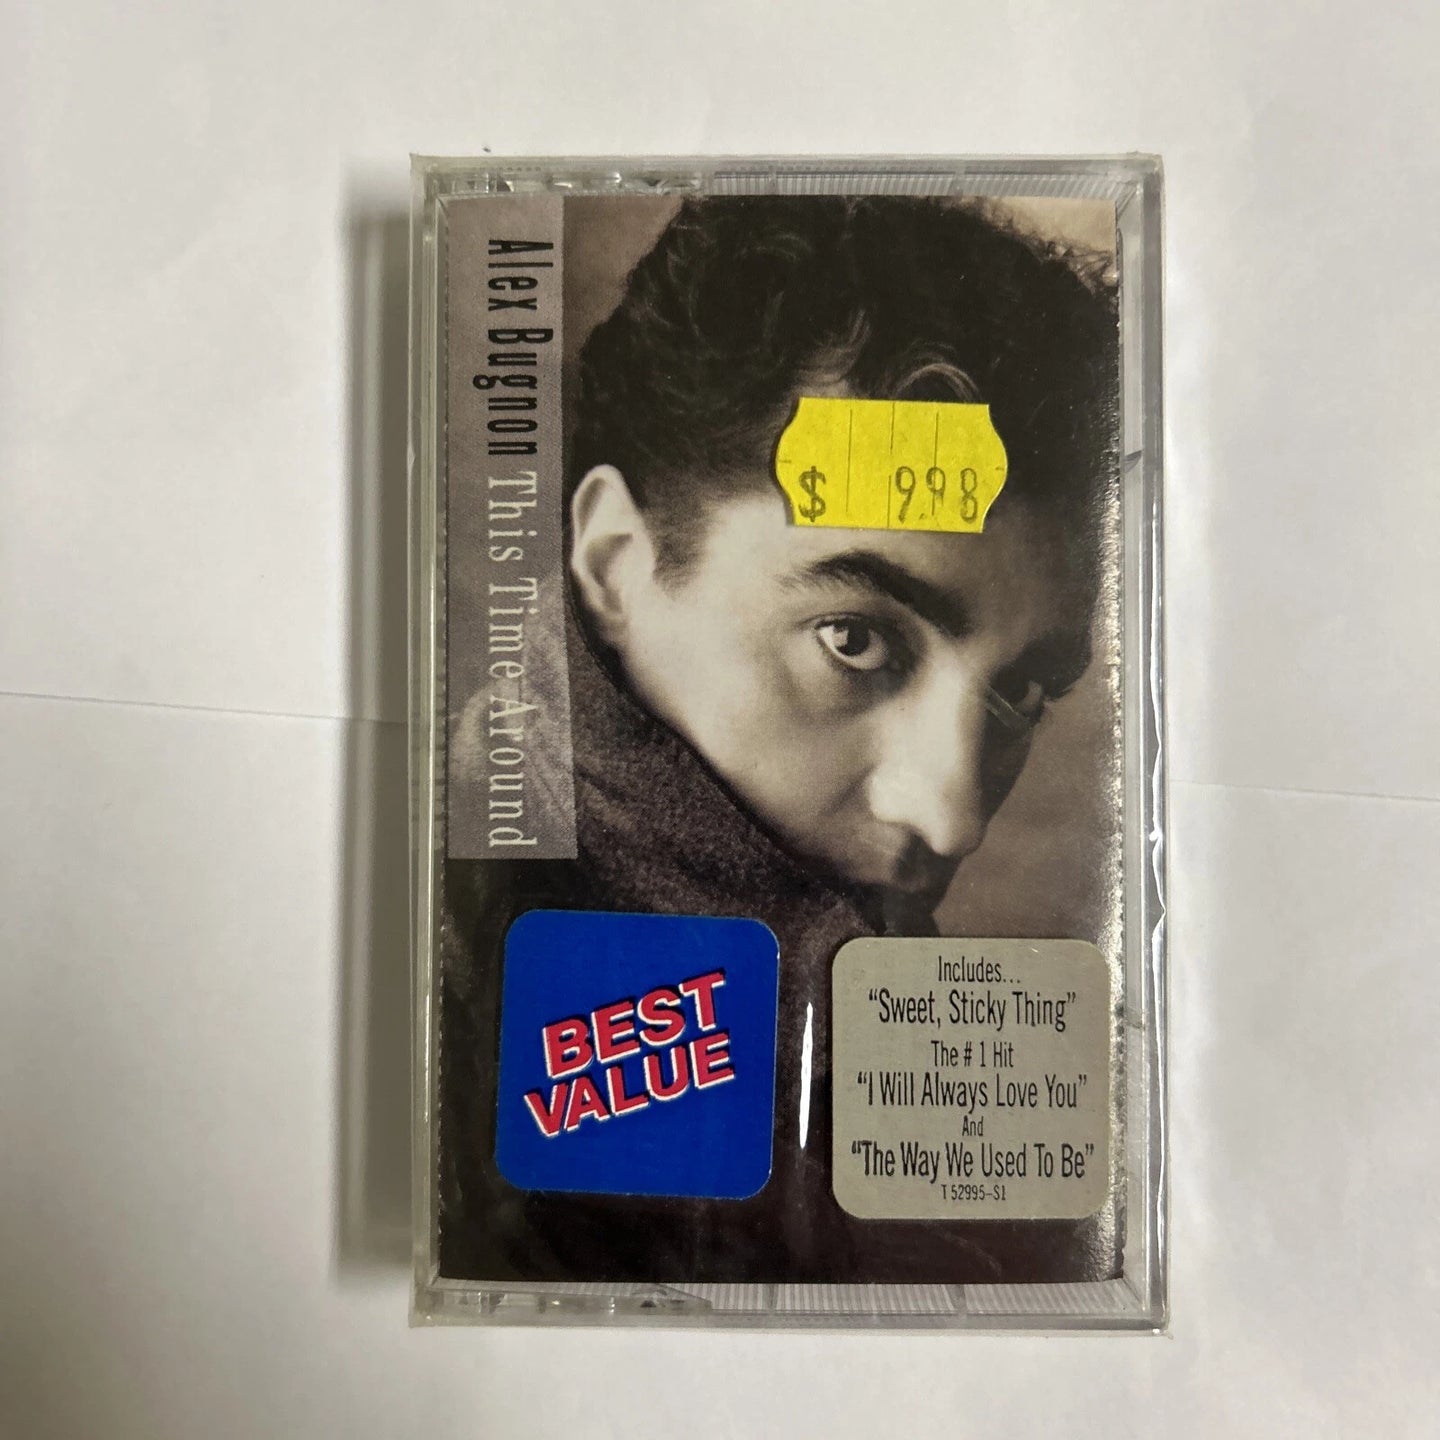 Alex Bugnon This Time Around
$ 9.98
BEST
VALUE
Includes...
“Sweet, Sticky Thing”
The # 1 Hit
“I Will Always Love You”
And
“The Way We Used To Be”
T 52995-S1